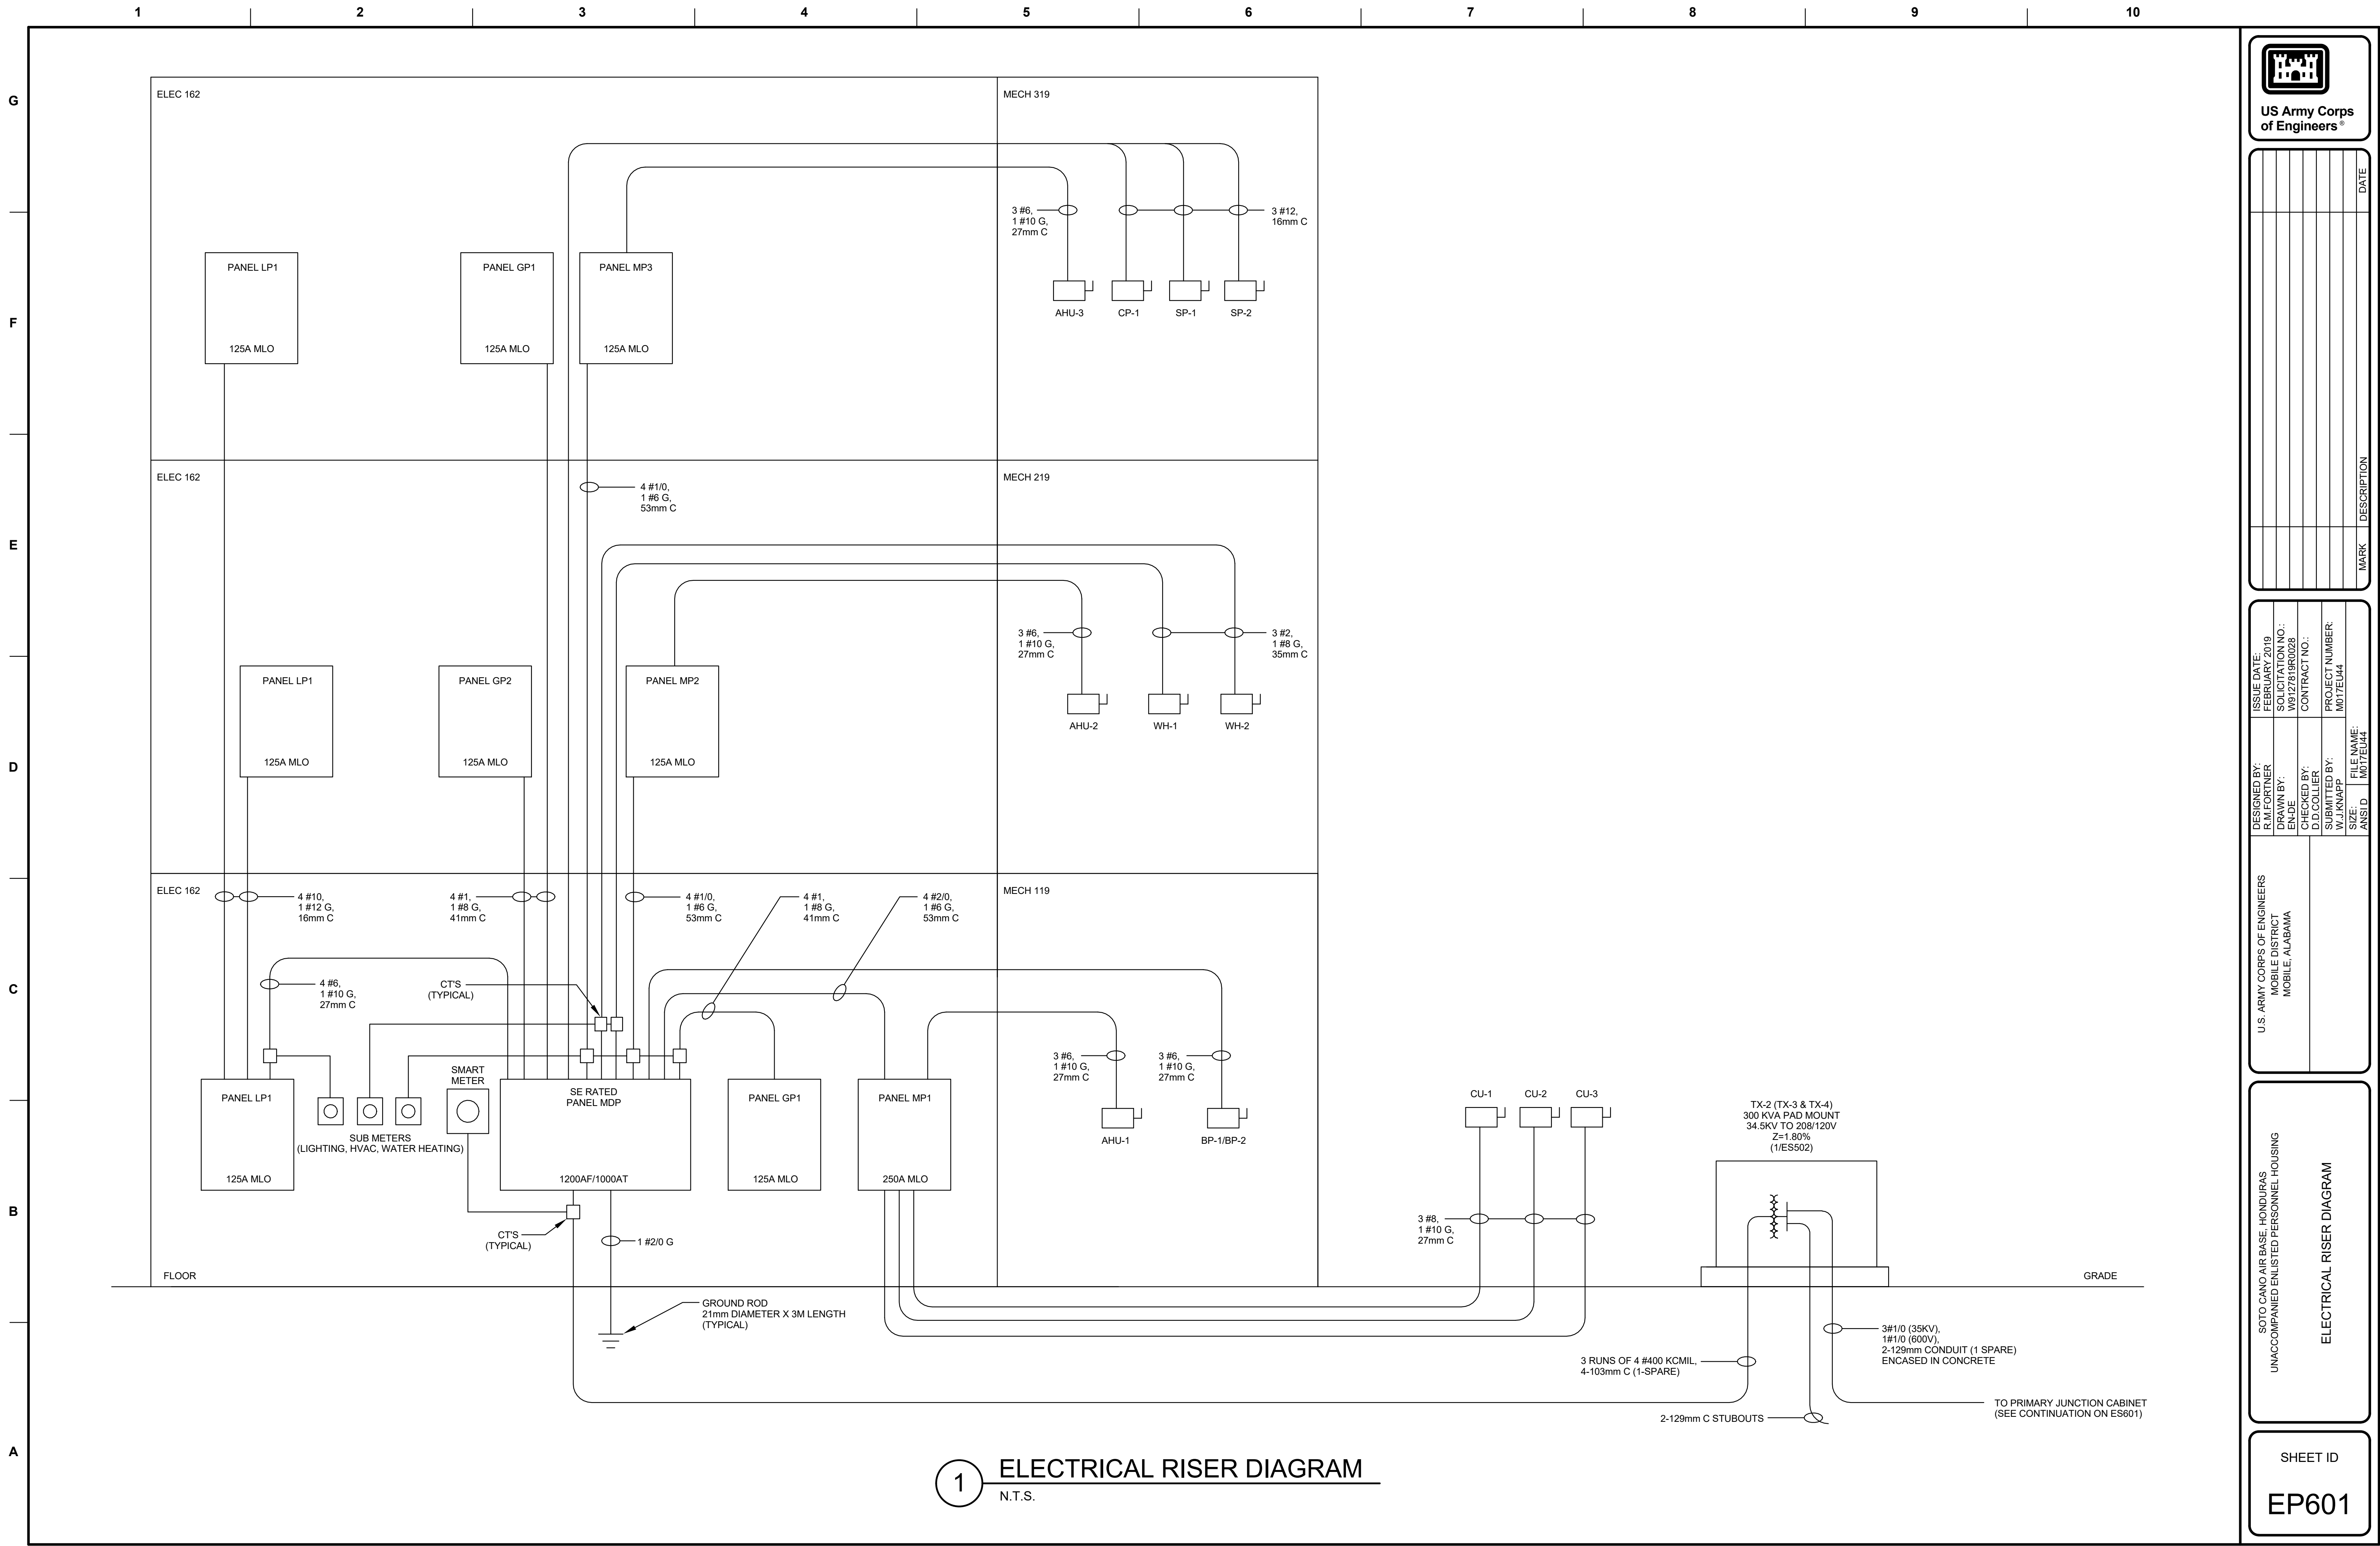 1 2 3 4 5 6 7 8 9 10
G
F
E
D
C
B
A
ELEC 162
MECH 319
3 #6,
1 #10 G,
27mm C
3 #12,
16mm C
PANEL LP1
125A MLO
PANEL GP1
125A MLO
PANEL MP3
125A MLO
AHU-3
CP-1
SP-1
SP-2
ELEC 162
4 #1/0,
1 #6 G,
53mm C
MECH 219
3 #6,
1 #10 G,
27mm C
3 #2,
1 #8 G,
35mm C
PANEL LP1
125A MLO
PANEL GP2
125A MLO
PANEL MP2
125A MLO
AHU-2
WH-1
WH-2
ELEC 162
4 #10,
1 #12 G,
16mm C
4 #1,
1 #8 G,
41mm C
4 #1/0,
1 #6 G,
53mm C
4 #1,
1 #8 G,
41mm C
4 #2/0,
1 #6 G,
53mm C
MECH 119
4 #6,
1 #10 G,
27mm C
CT'S
(TYPICAL)
3 #6,
1 #10 G,
27mm C
3 #6,
1 #10 G,
27mm C
PANEL LP1
125A MLO
SUB METERS
(LIGHTING, HVAC, WATER HEATING)
SMART
METER
SE RATED
PANEL MDP
1200AF/1000AT
PANEL GP1
125A MLO
PANEL MP1
250A MLO
AHU-1
BP-1/BP-2
CU-1
CU-2
CU-3
3 #8,
1 #10 G,
27mm C
TX-2 (TX-3 & TX-4)
300 KVA PAD MOUNT
34.5KV TO 208/120V
Z=1.80%
(1/ES502)
CT'S
(TYPICAL)
1 #2/0 G
FLOOR
GRADE
GROUND ROD
21mm DIAMETER X 3M LENGTH
(TYPICAL)
3 RUNS OF 4 #400 KCMIL,
4-103mm C (1-SPARE)
3#1/0 (35KV),
1#1/0 (600V),
2-129mm CONDUIT (1 SPARE)
ENCASED IN CONCRETE
2-129mm C STUBOUTS
TO PRIMARY JUNCTION CABINET
(SEE CONTINUATION ON ES601)
1
ELECTRICAL RISER DIAGRAM
N.T.S.
US Army Corps
of Engineers®
DATE
DESCRIPTION
MARK
ISSUE DATE:
FEBRUARY 2019
SOLICITATION NO.:
W912781​9R0028
CONTRACT NO.:
PROJECT NUMBER:
M017EU44
DESIGNED BY:
R.M.FORTNER
DRAWN BY:
EN-DE
CHECKED BY:
D.D.COLLIER
SUBMITTED BY:
W.J.KNAPP
SIZE:
ANSI D
FILE NAME:
M017EU44
U.S. ARMY CORPS OF ENGINEERS
MOBILE DISTRICT
MOBILE, ALABAMA
SOTO CANO AIR BASE, HONDURAS
UNACCOMPANIED ENLISTED PERSONNEL HOUSING
ELECTRICAL RISER DIAGRAM
SHEET ID
EP601